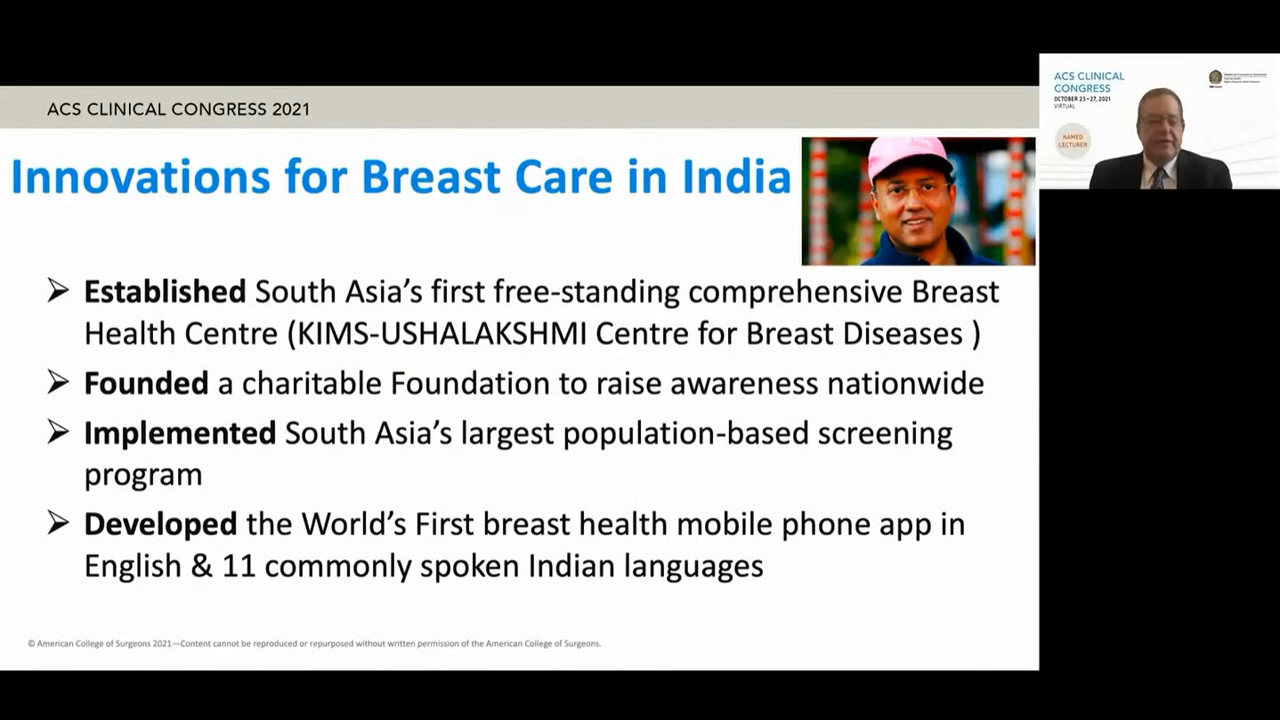 ACS CLINICAL CONGRESS 2021
Innovations for Breast Care in India
➢ Established South Asia’s first free-standing comprehensive Breast
Health Centre (KIMS-USHALAKSHMI Centre for Breast Diseases )
➢ Founded a charitable Foundation to raise awareness nationwide
➢ Implemented South Asia’s largest population-based screening
program
➢ Developed the World’s First breast health mobile phone app in
English & 11 commonly spoken Indian languages
© American College of Surgeons 2021—Content cannot be reproduced or repurposed without written permission of the American College of Surgeons.
ACS CLINICAL
CONGRESS
OCTOBER 23–27, 2021
VIRTUAL
NAMED
LECTURER